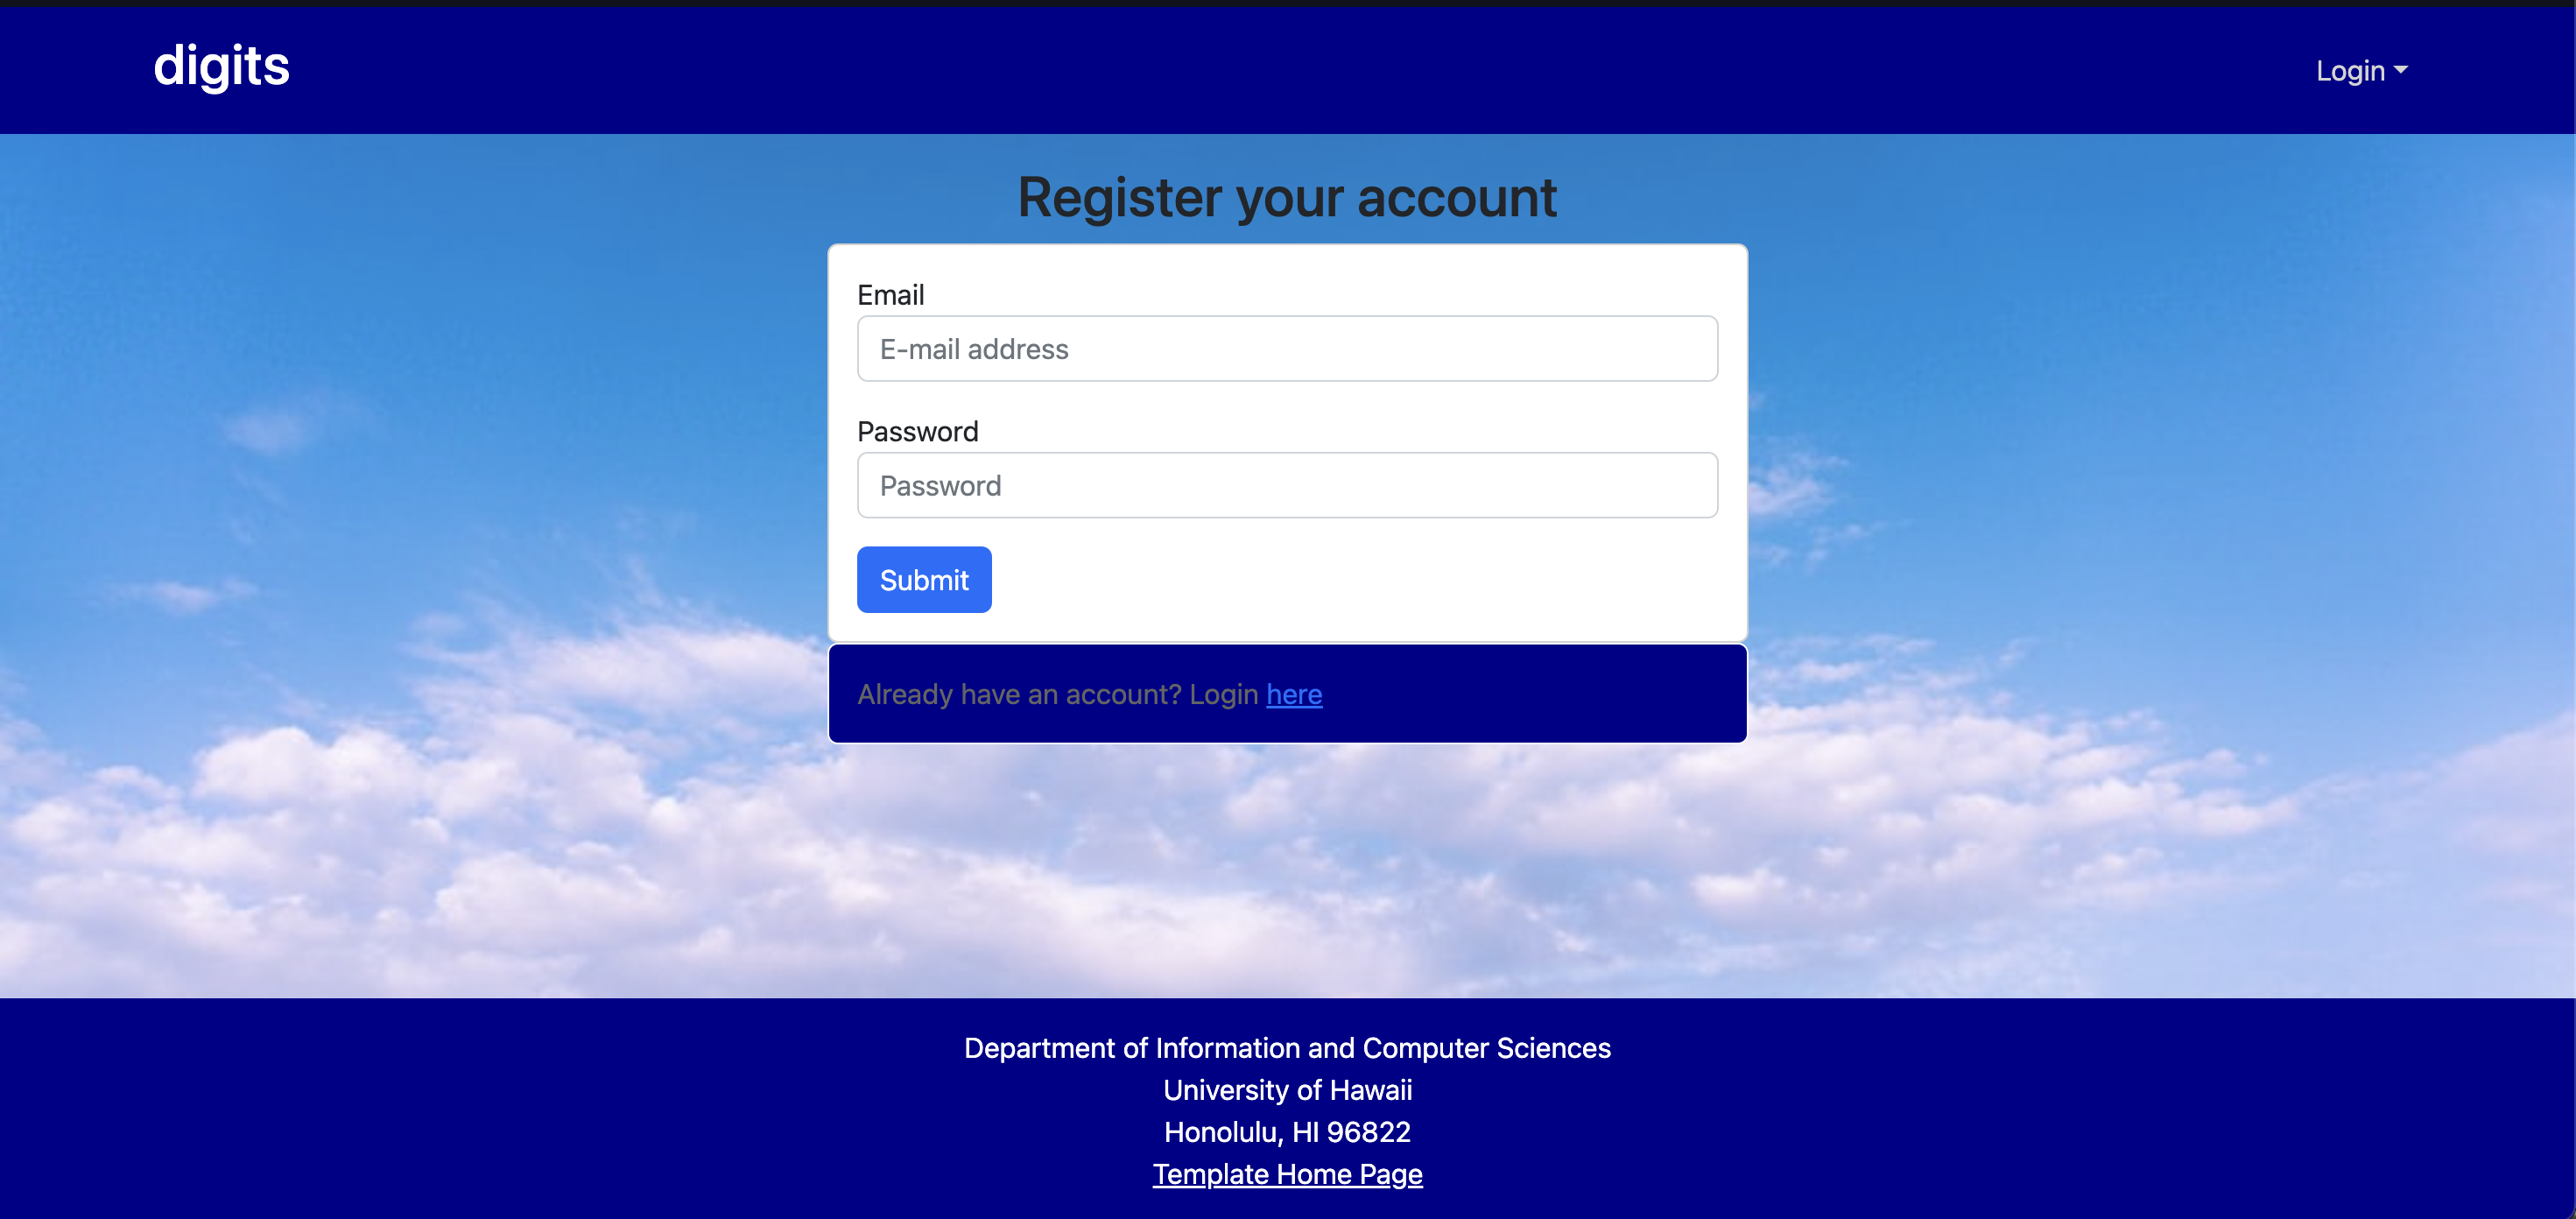 digits
Login
Register your account
Email
E-mail address
Password
Password
Submit
Already have an account? Login here
Department of Information and Computer Sciences
University of Hawaii
Honolulu, HI 96822
Template Home Page